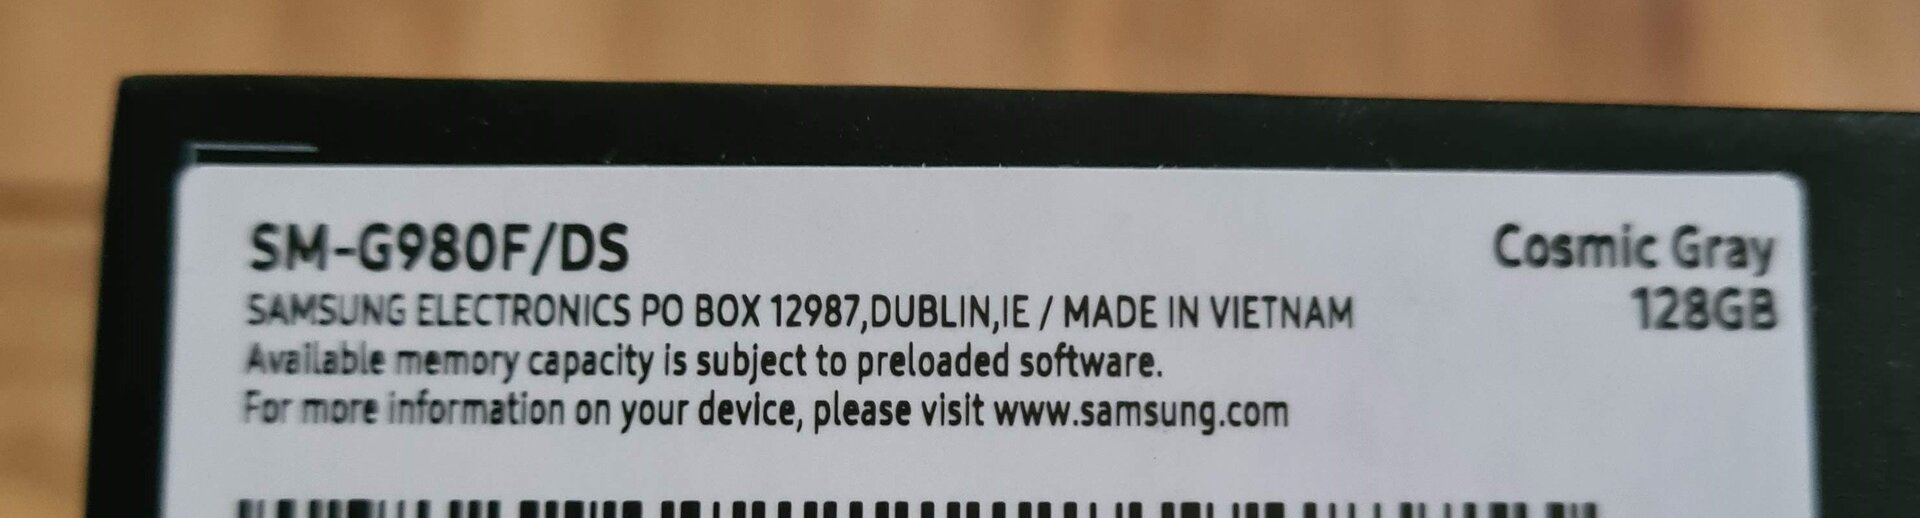 SM-G980F/DS
Cosmic Gray
128GB
SAMSUNG ELECTRONICS PO BOX 12987,DUBLIN,IE / MADE IN VIETNAM
Available memory capacity is subject to preloaded software.
For more information on your device, please visit www.samsung.com